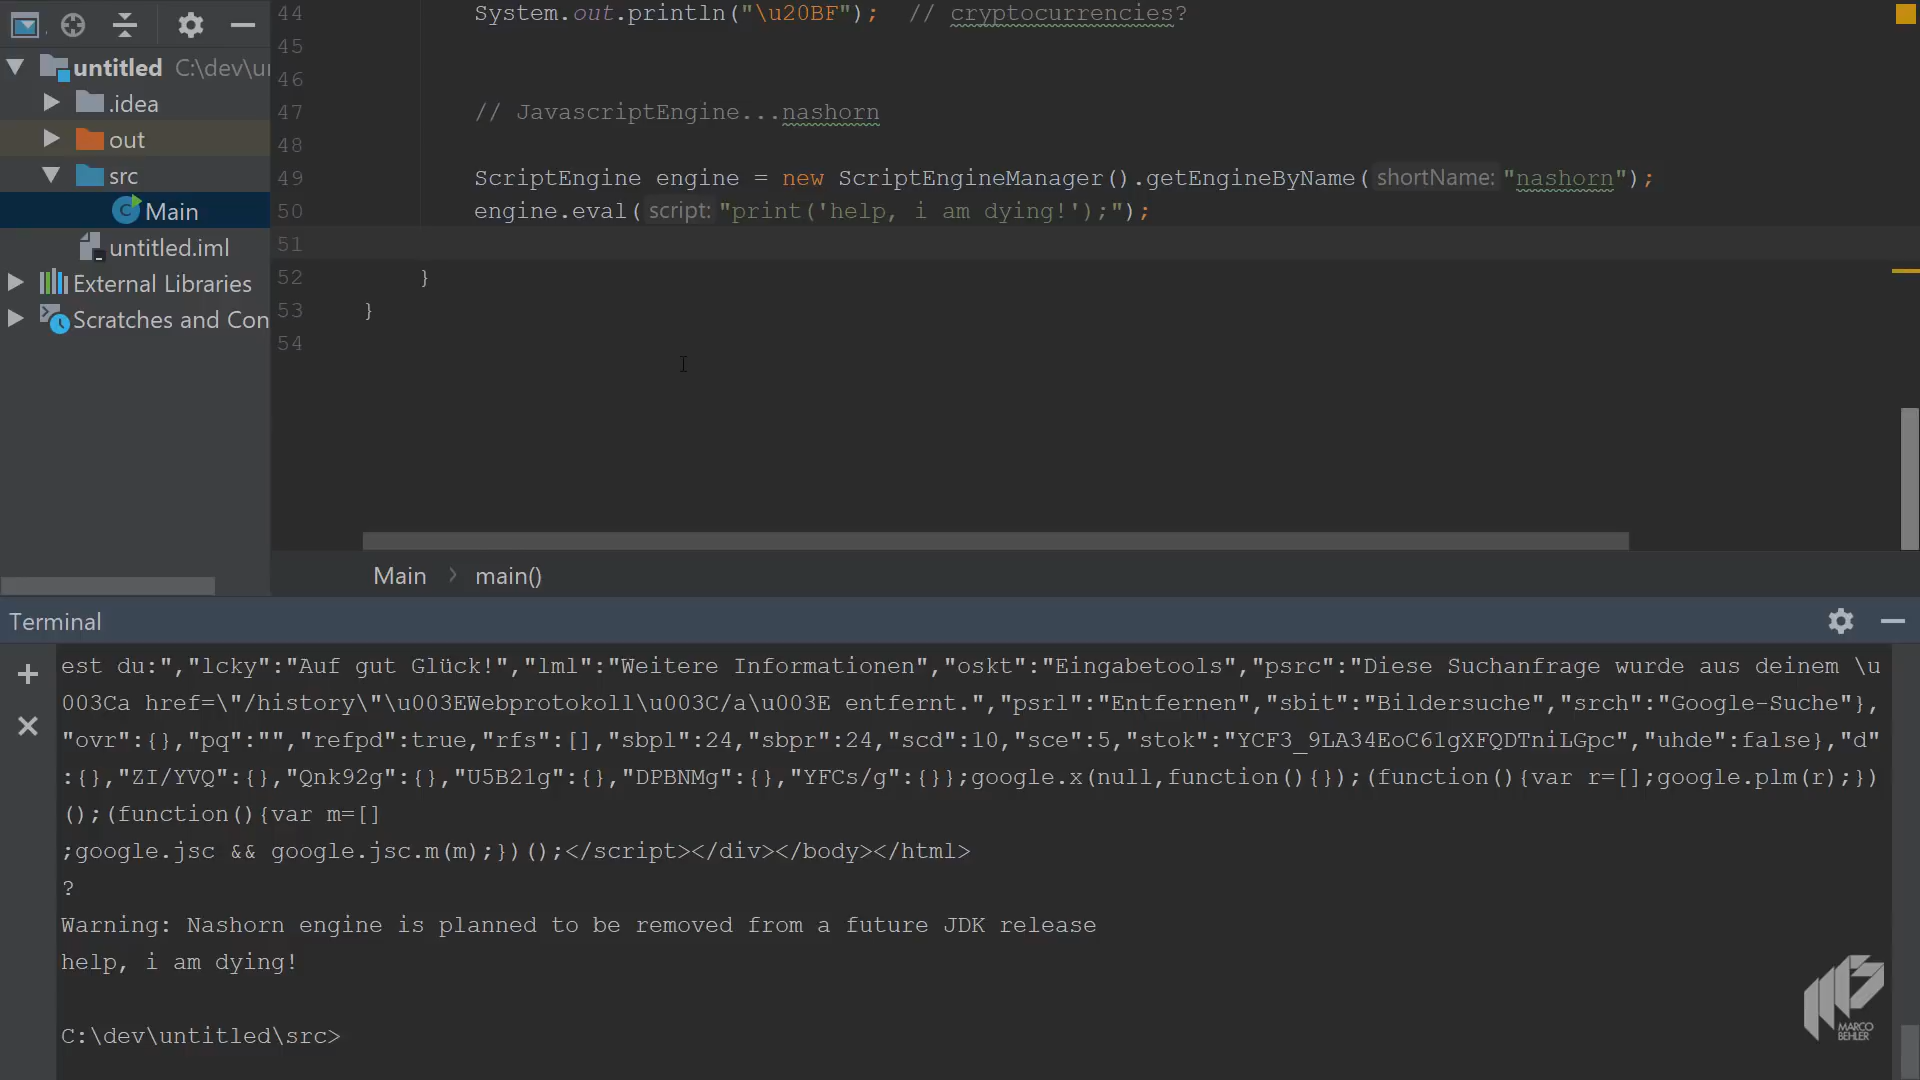 untitled C:\dev\u
.idea
out
src
Main
untitled.iml
External Libraries
Scratches and Con
44 System.out.println("\u20BF"); // cryptocurrencies?
45
46
47 // JavascriptEngine...nashorn
48
49 ScriptEngine engine = new ScriptEngineManager().getEngineByName( shortName: "nashorn");
50 engine.eval( script: "print('help, i am dying!');");
51
52 }
53 }
54
Main > main()
Terminal
est du:","lcky":"Auf gut Glück!","lml":"Weitere Informationen","oskt":"Eingabetools","psrc":"Diese Suchanfrage wurde aus deinem \u
003Ca href=\"/history\"\u003EWebprotokoll\u003C/a\u003E entfernt.","psrl":"Entfernen","sbit":"Bildersuche","srch":"Google-Suche"},
"ovr":{},"pq":"","refpd":true,"rfs":[],"sbpl":24,"sbpr":24,"scd":10,"sce":5,"stok":"YCF3_9LA34EoC61gXFQDTniLGpc","uhde":false},"d"
:{},"ZI/YVQ":{},"Qnk92g":{},"U5B21g":{},"DPBNMg":{},"YFCs/g":{}};google.x(null,function(){});(function(){var r=[];google.plm(r);})
();(function(){var m=[]
;google.jsc && google.jsc.m(m);})();</script></div></body></html>
?
Warning: Nashorn engine is planned to be removed from a future JDK release
help, i am dying!
C:\dev\untitled\src>
MARCO
BEHLER